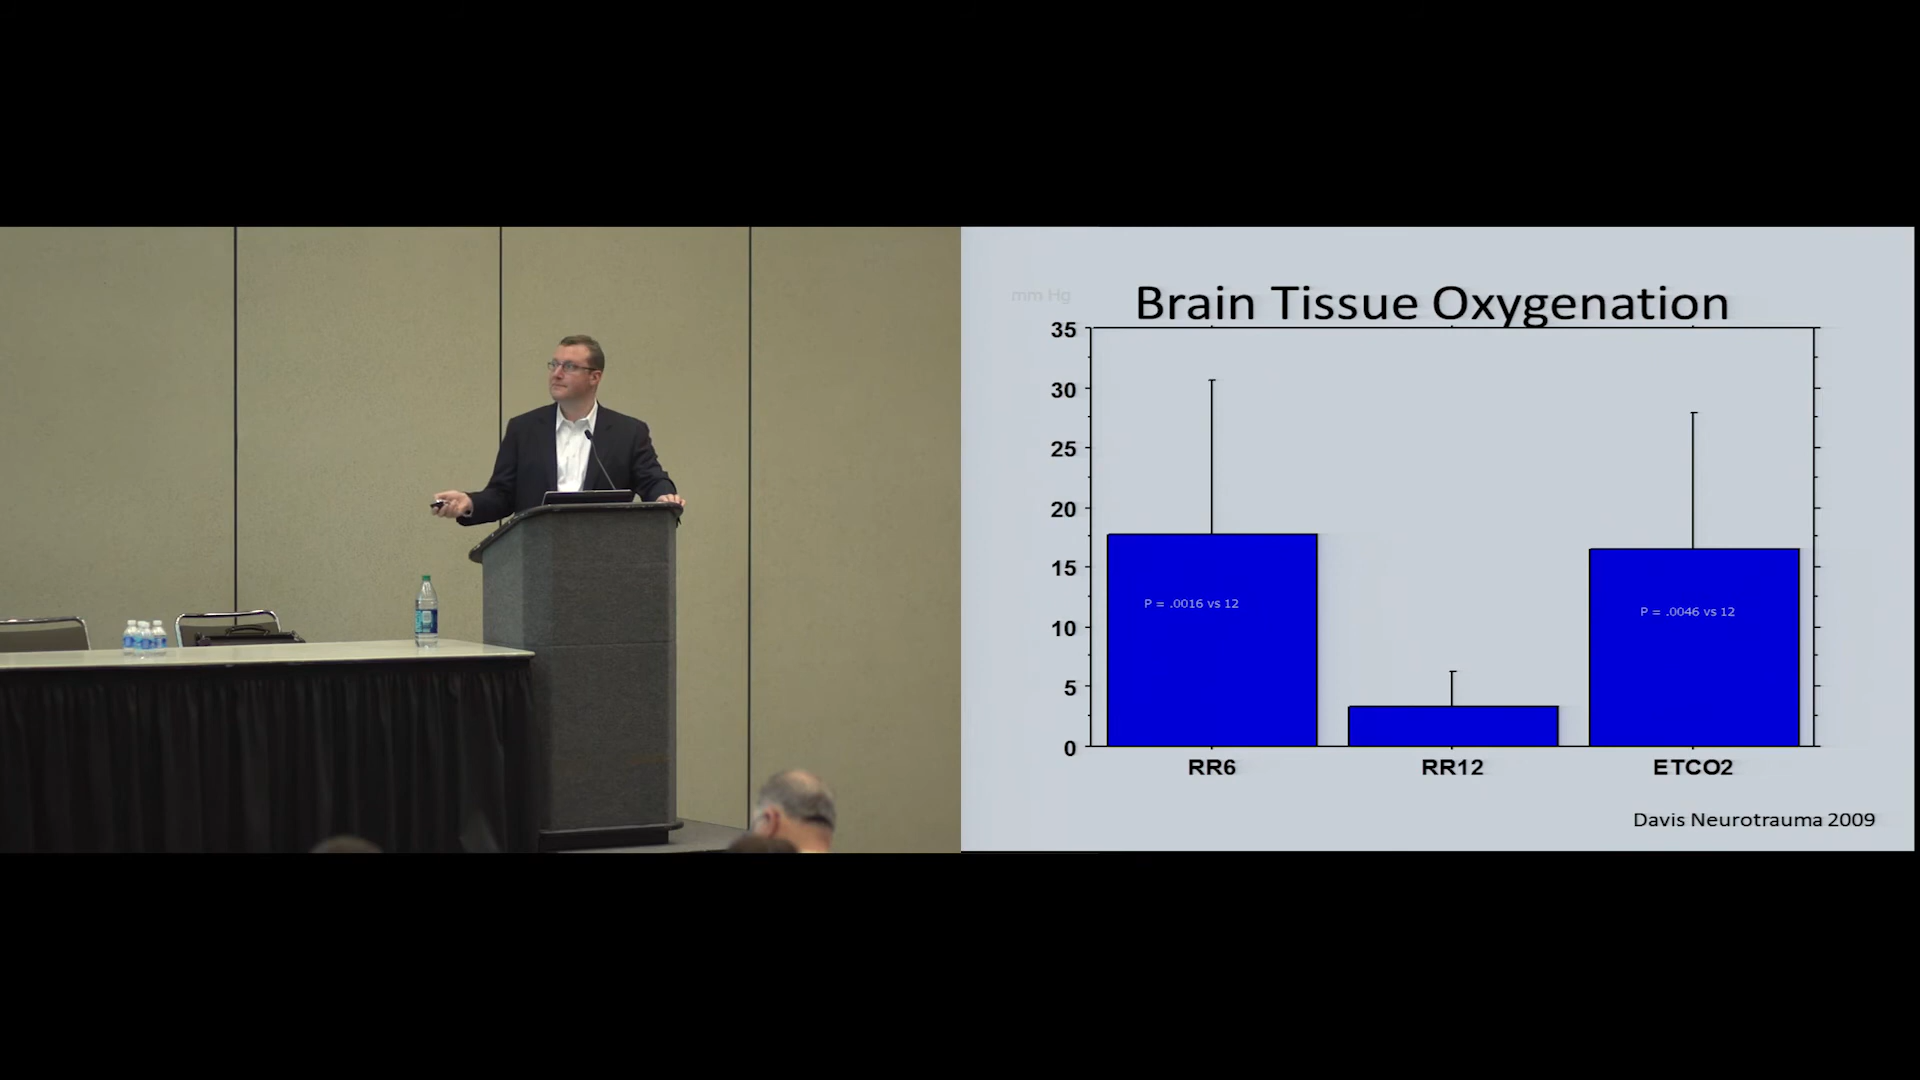 mm Hg
Brain Tissue Oxygenation
35
30
25
20
15
10
5
0
P = .0016 vs 12
P = .0046 vs 12
RR6
RR12
ETCO2
Davis Neurotrauma 2009